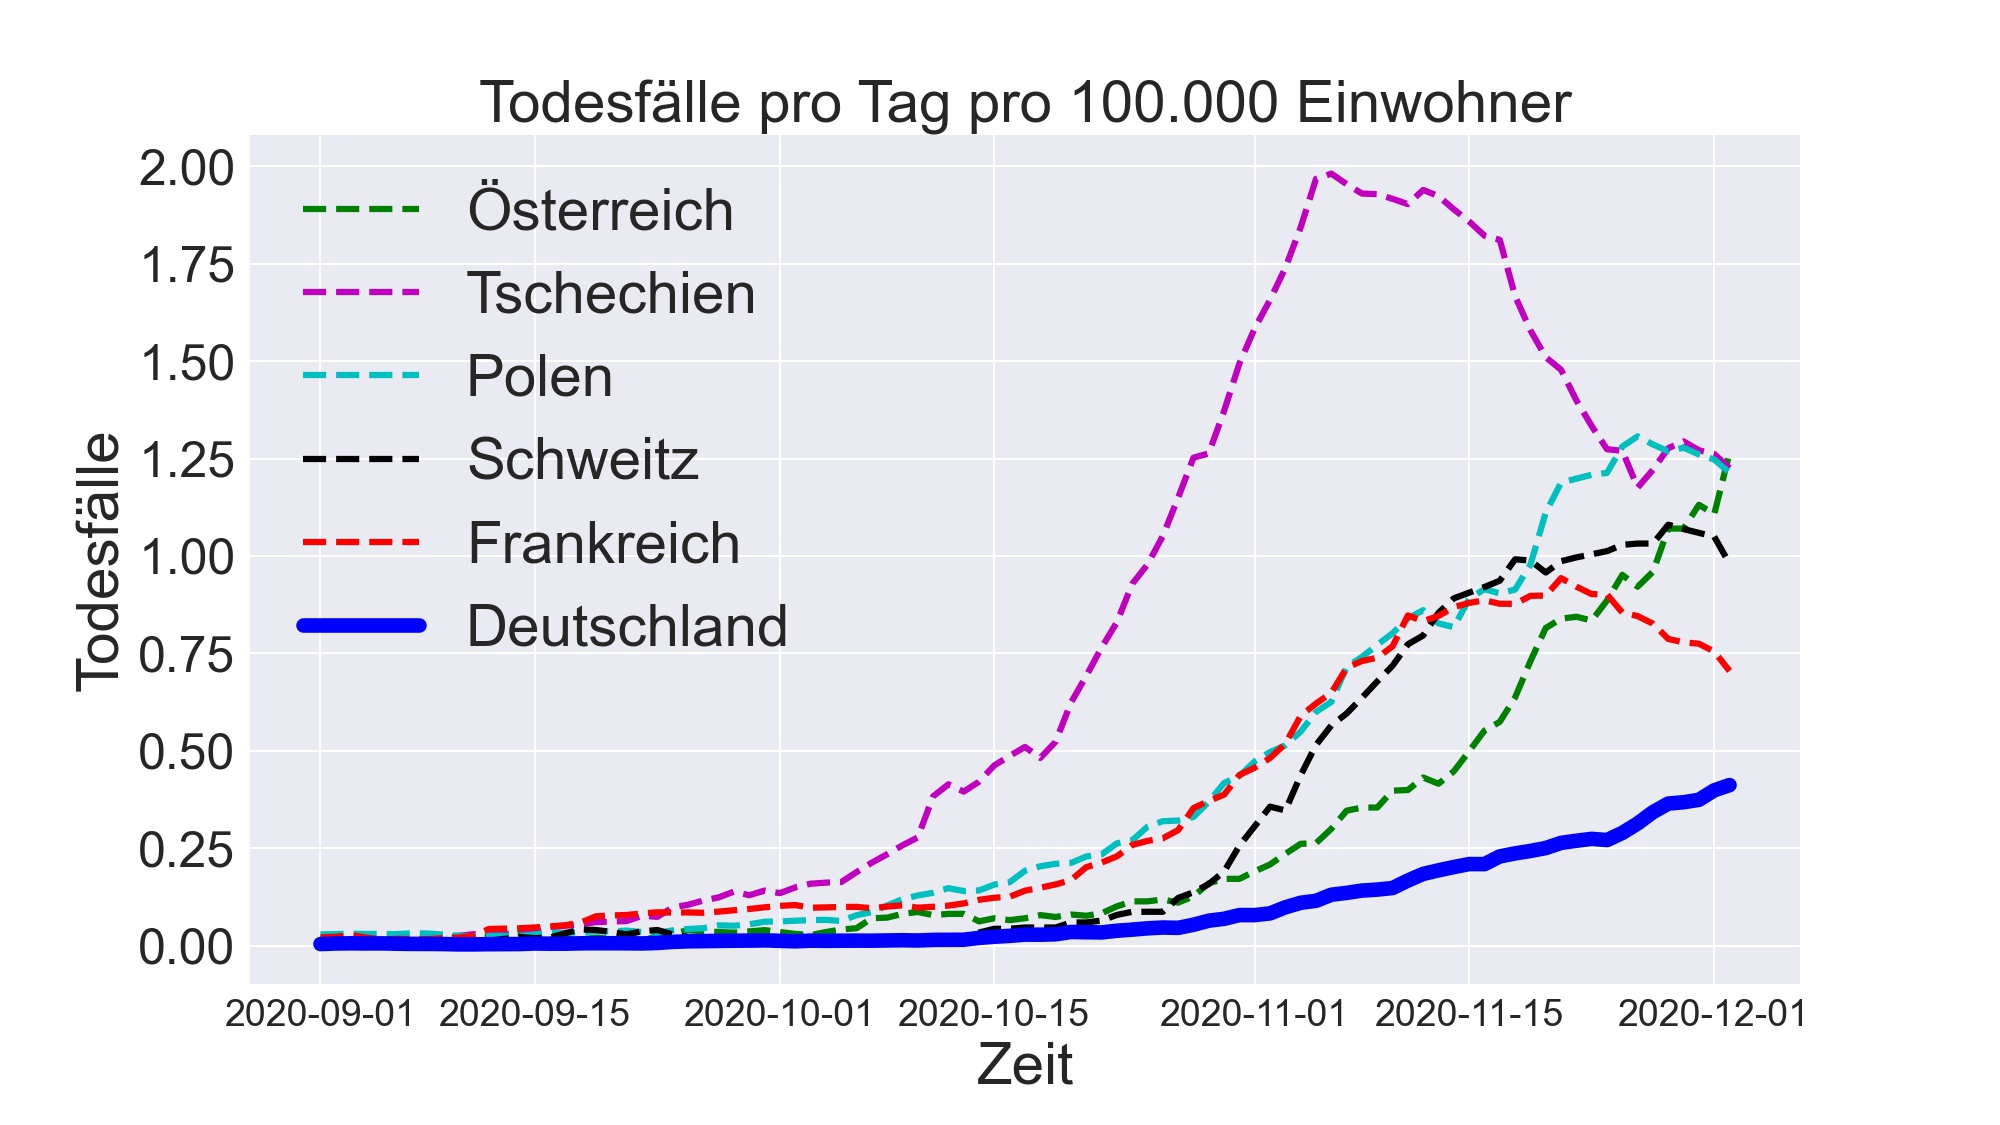 Todesfälle pro Tag pro 100.000 Einwohner
2.00
1.75
1.50
1.25
1.00
0.75
0.50
0.25
0.00
Todesfälle
Österreich
Tschechien
Polen
Schweitz
Frankreich
Deutschland
2020-09-01 2020-09-15 2020-10-01 2020-10-15 2020-11-01 2020-11-15 2020-12-01
Zeit